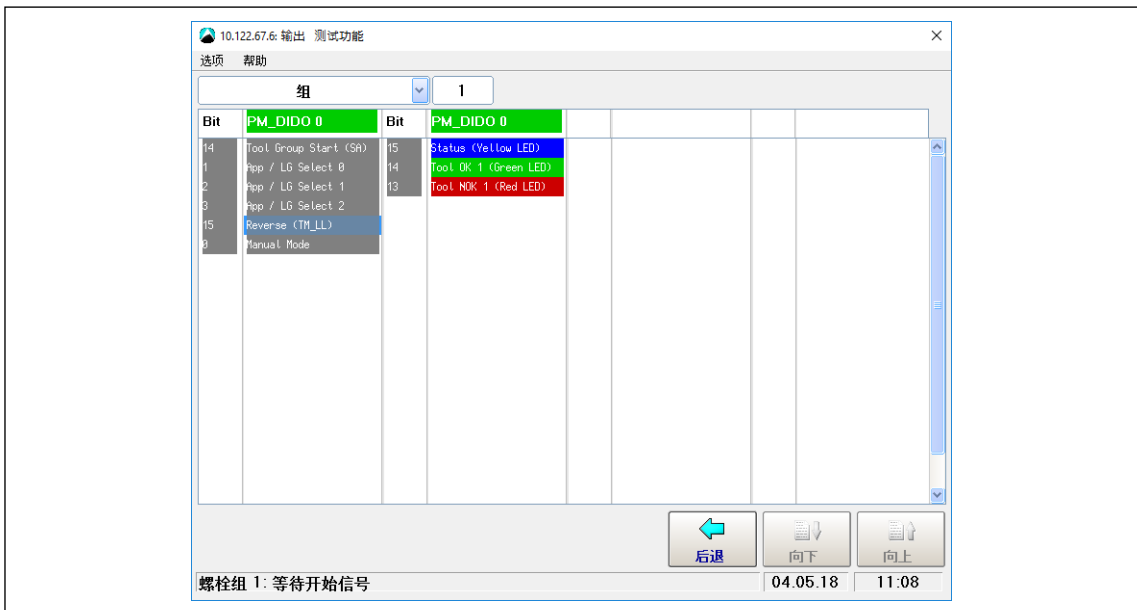 10.122.67.6: 输出 测试功能
选项 帮助
组 1
Bit PM_DIDO 0 Bit PM_DIDO 0
14 Tool Group Start (SA) 15 Status (Yellow LED)
1 App / LG Select 0 14 Tool OK 1 (Green LED)
2 App / LG Select 1 13 Tool NOK 1 (Red LED)
3 App / LG Select 2
15 Reverse (TM_LL)
0 Manual Mode
后退 向下 向上
螺栓组 1: 等待开始信号 04.05.18 11:08